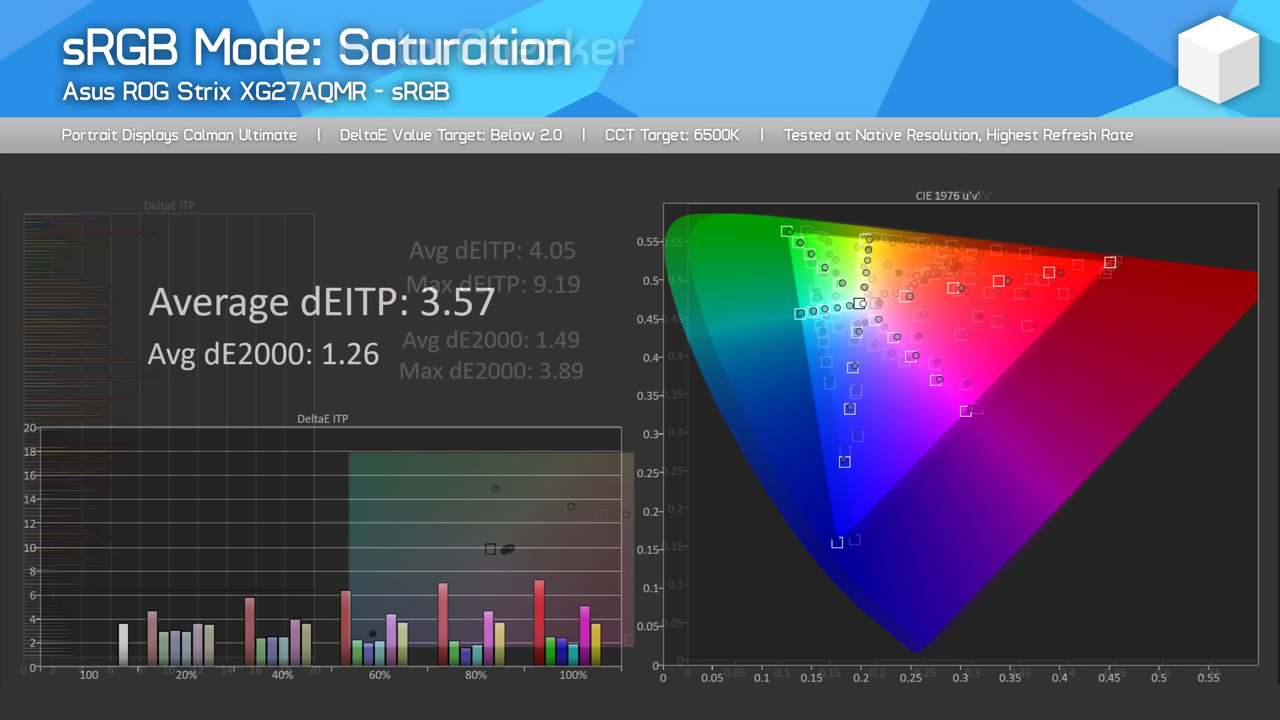 sRGB Mode: Saturation
Asus ROG Strix XG27AQMR - sRGB
Portrait Displays Calman Ultimate | DeltaE Value Target: Below 2.0 | CCT Target: 6500K | Tested at Native Resolution, Highest Refresh Rate
DeltaE ITP
Avg dEITP: 4.05
Max dEITP: 9.19
Average dEITP: 3.57
Avg dE2000: 1.49
Avg dE2000: 1.26
Max dE2000: 3.89
DeltaE ITP
20
18
16
14
12
10
8
6
4
2
0
100 20% 40% 60% 80% 100%
CIE 1976 u'v'
0.55
0.5
0.45
0.4
0.35
0.3
0.25
0.2
0.15
0.1
0.05
0
0 0.05 0.1 0.15 0.2 0.25 0.3 0.35 0.4 0.45 0.5 0.55